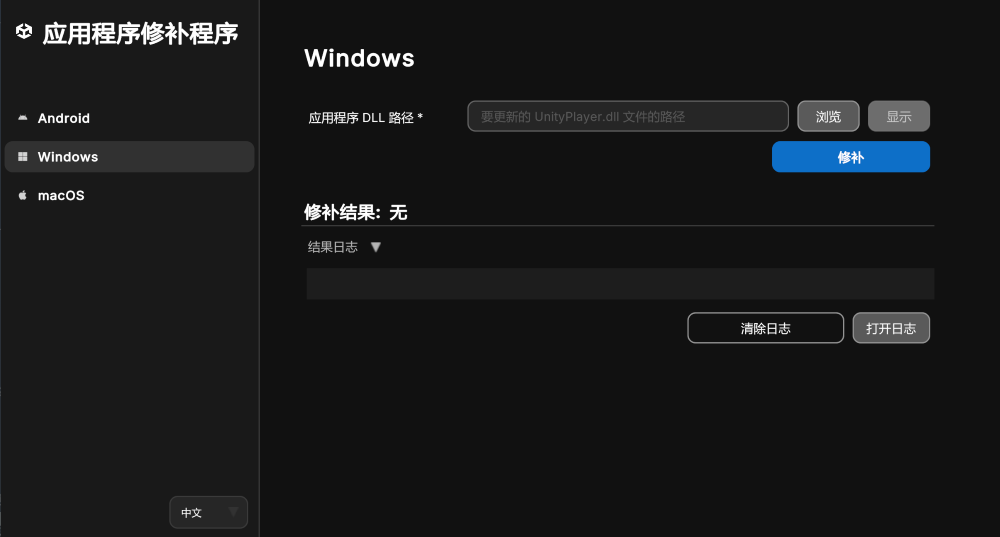 应用程序修补程序
Android
Windows
macOS
中文
Windows
应用程序 DLL 路径 *
要更新的 UnityPlayer.dll 文件的路径
浏览
显示
修补
修补结果: 无
结果日志
清除日志
打开日志